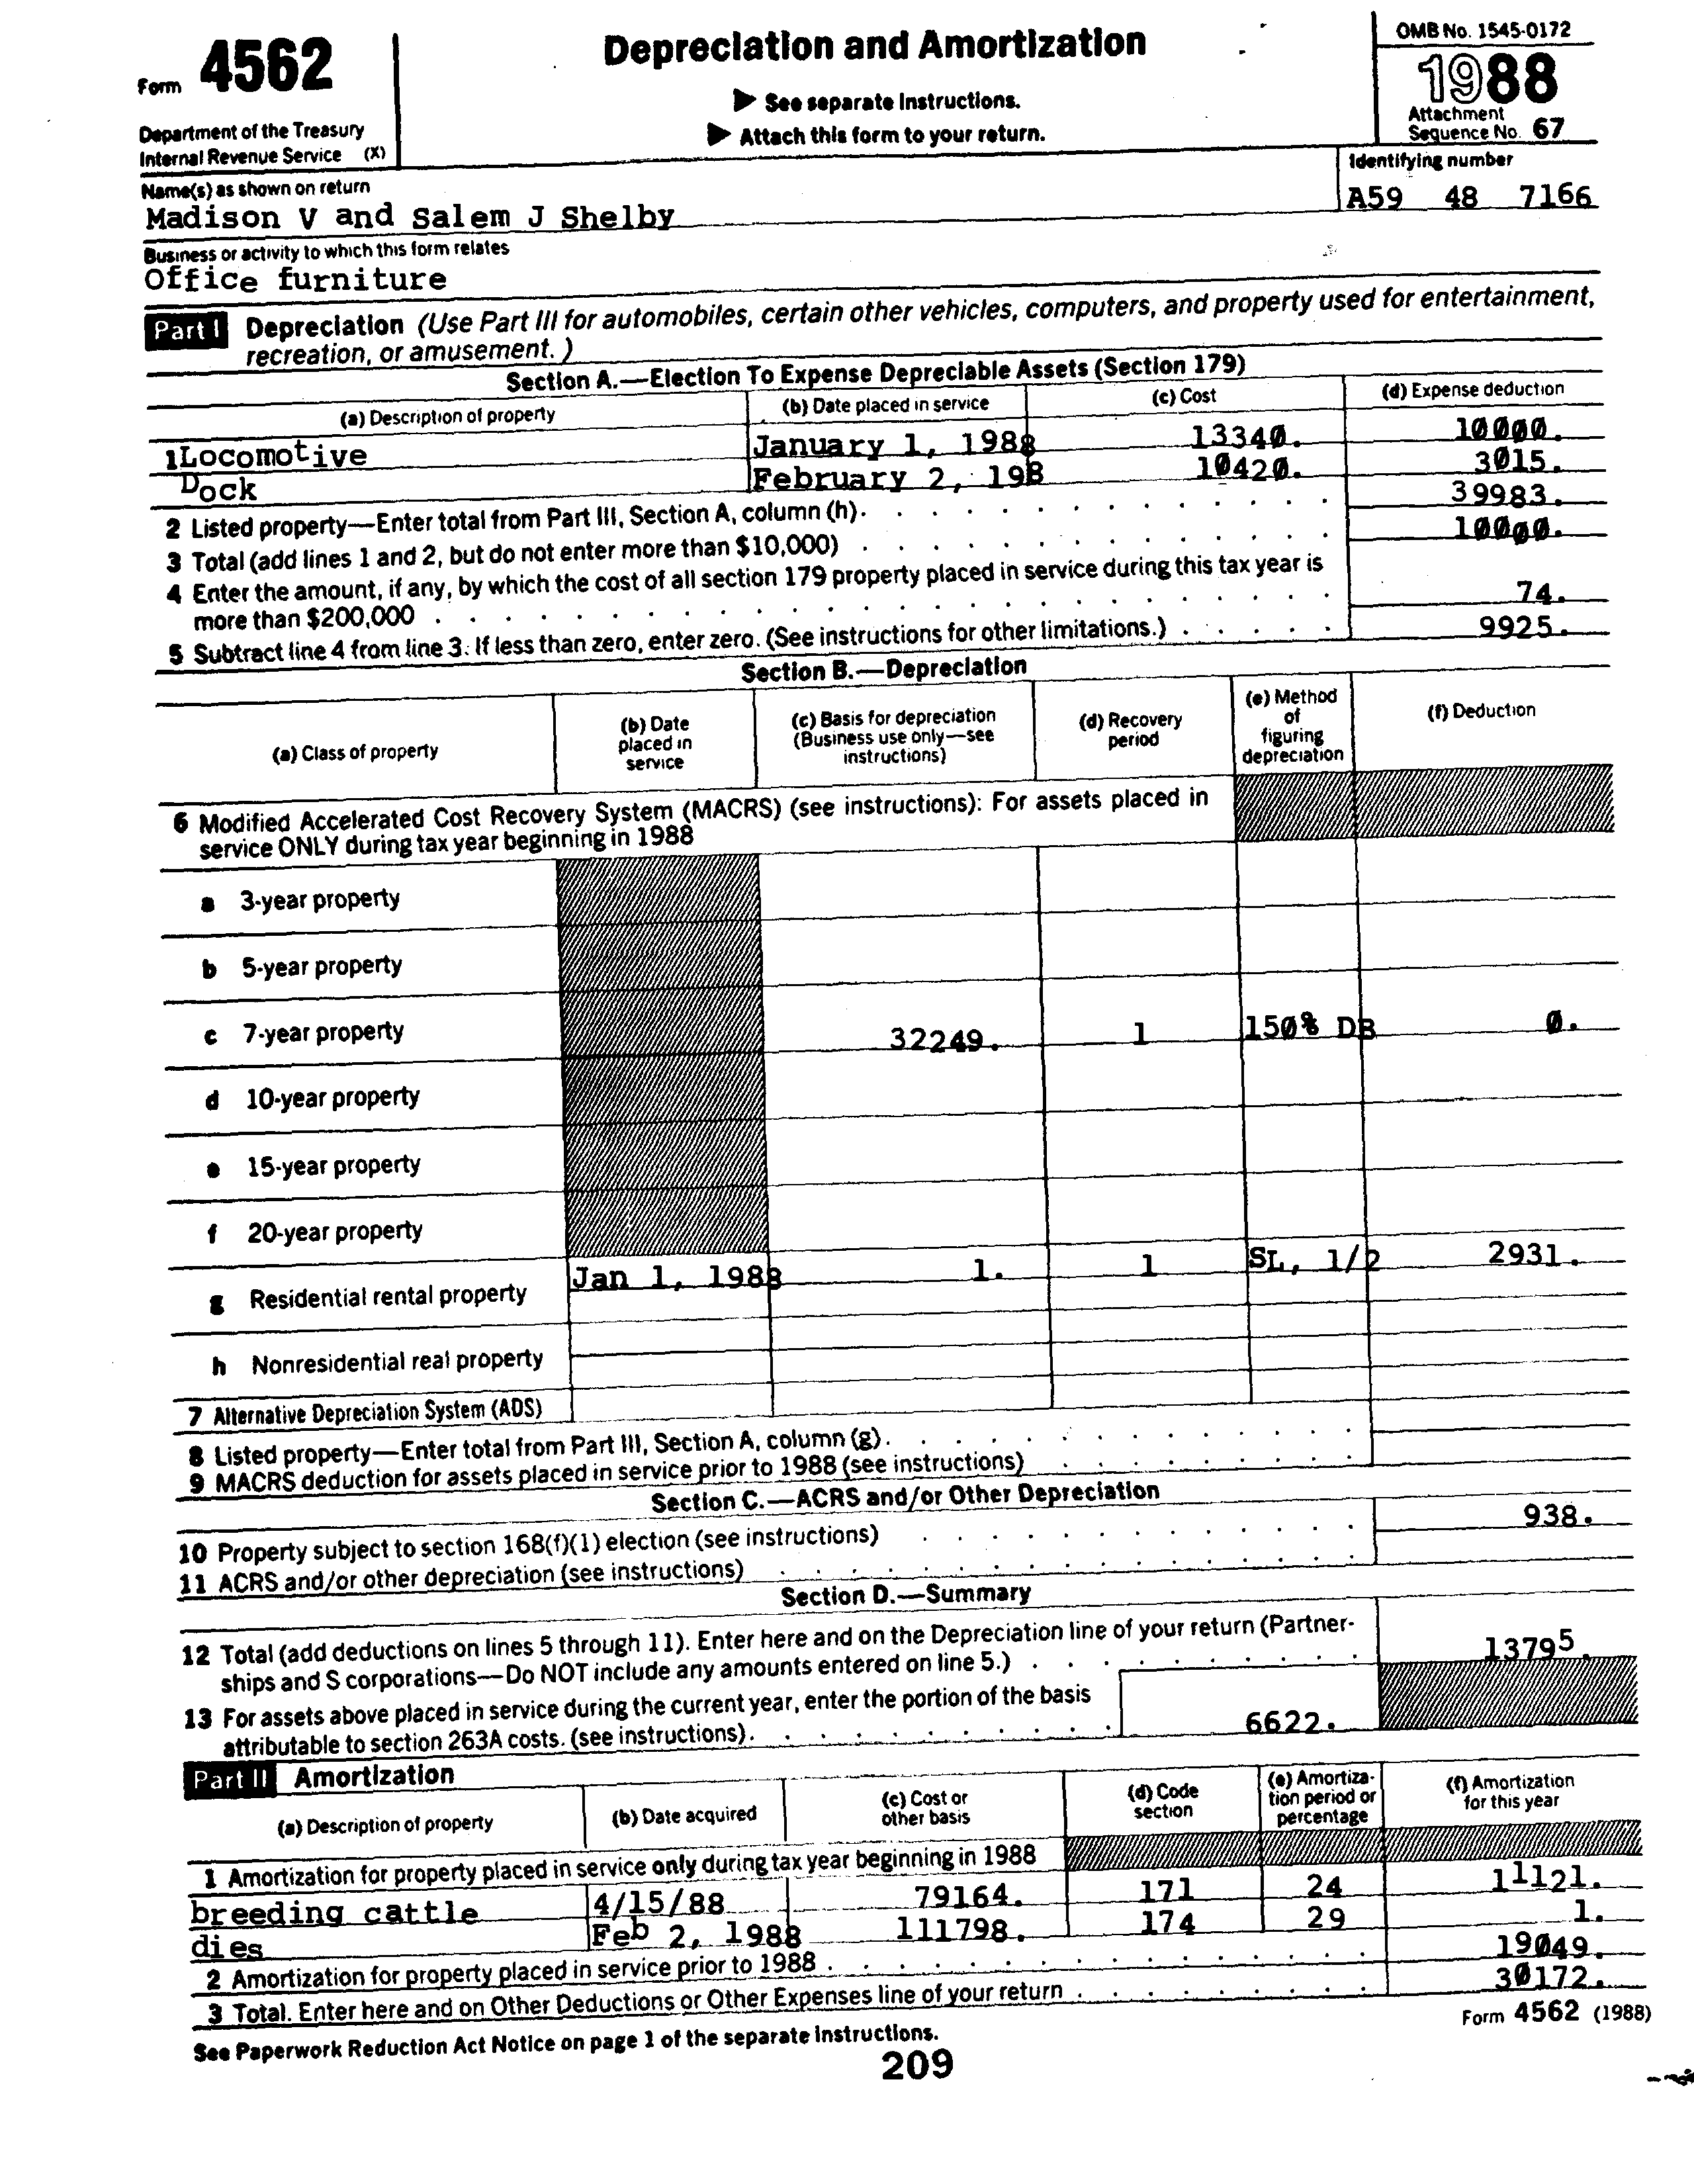 Form 4562
Department of the Treasury
Internal Revenue Service (X)
Depreciation and Amortization
▶ See separate Instructions.
▶ Attach this form to your return.
OMB No. 1545-0172
1988
Attachment
Sequence No. 67
Name(s) as shown on return
Identifying number
Madison V and Salem J Shelby
A59 48 7166
Business or activity to which this form relates
Office furniture
Part I Depreciation (Use Part III for automobiles, certain other vehicles, computers, and property used for entertainment,
recreation, or amusement.)
Section A.—Election To Expense Depreciable Assets (Section 179)
(a) Description of property (b) Date placed in service (c) Cost (d) Expense deduction
1 Locomotive January 1, 1988 13340. 10000.
Dock February 2, 198 10420. 3015.
2 Listed property—Enter total from Part III, Section A, column (h). 39983.
3 Total (add lines 1 and 2, but do not enter more than $10,000) 10000.
4 Enter the amount, if any, by which the cost of all section 179 property placed in service during this tax year is
more than $200,000 74.
5 Subtract line 4 from line 3. If less than zero, enter zero. (See instructions for other limitations.) 9925.
Section B.—Depreciation
(a) Class of property
(b) Date
placed in
service
(c) Basis for depreciation
(Business use only—see
instructions)
(d) Recovery
period
(e) Method
of
figuring
depreciation
(f) Deduction
6 Modified Accelerated Cost Recovery System (MACRS) (see instructions): For assets placed in
service ONLY during tax year beginning in 1988
a 3-year property
b 5-year property
c 7-year property 32249. 1 150% DB 0.
d 10-year property
e 15-year property
f 20-year property
g Residential rental property Jan 1, 1988 1. 1 SL, 1/2 2931.
h Nonresidential real property
7 Alternative Depreciation System (ADS)
8 Listed property—Enter total from Part III, Section A, column (g).
9 MACRS deduction for assets placed in service prior to 1988 (see instructions)
Section C.—ACRS and/or Other Depreciation
10 Property subject to section 168(f)(1) election (see instructions) 938.
11 ACRS and/or other depreciation (see instructions)
Section D.—Summary
12 Total (add deductions on lines 5 through 11). Enter here and on the Depreciation line of your return (Partner-
ships and S corporations—Do NOT include any amounts entered on line 5.) 13795.
13 For assets above placed in service during the current year, enter the portion of the basis
attributable to section 263A costs. (see instructions). 6622.
Part II Amortization
(a) Description of property
(b) Date acquired
(c) Cost or
other basis
(d) Code
section
(e) Amortiza-
tion period or
percentage
(f) Amortization
for this year
1 Amortization for property placed in service only during tax year beginning in 1988
breeding cattle 4/15/88 79164. 171 24 11121.
dies Feb 2, 1988 111798. 174 29 1.
2 Amortization for property placed in service prior to 1988 19049.
3 Total. Enter here and on Other Deductions or Other Expenses line of your return 30172.
See Paperwork Reduction Act Notice on page 1 of the separate Instructions.
Form 4562 (1988)
209